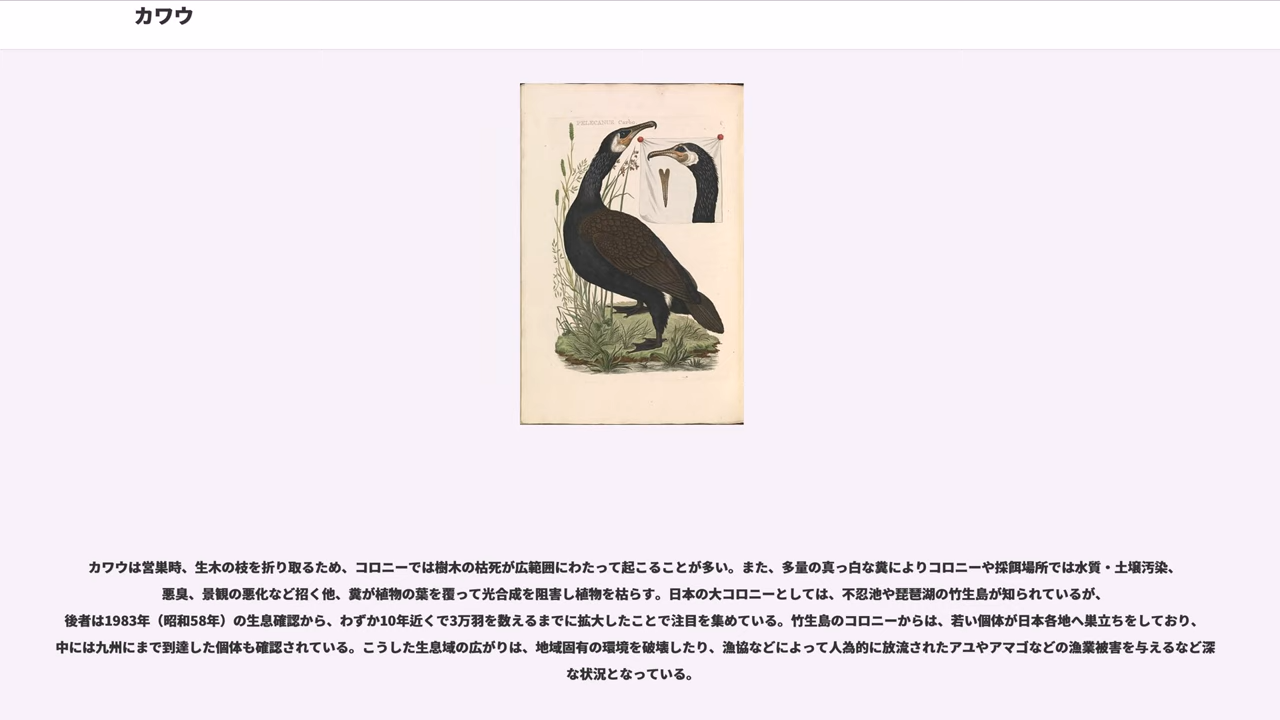 カワウ
PELECANUS Carbo
カワウは営巣時、生木の枝を折り取るため、コロニーでは樹木の枯死が広範囲にわたって起こることが多い。また、多量の真っ白な糞によりコロニーや採餌場所では水質・土壌汚染、
悪臭、景観の悪化など招く他、糞が植物の葉を覆って光合成を阻害し植物を枯らす。日本の大コロニーとしては、不忍池や琵琶湖の竹生島が知られているが、
後者は1983年（昭和58年）の生息確認から、わずか10年近くで3万羽を数えるまでに拡大したことで注目を集めている。竹生島のコロニーからは、若い個体が日本各地へ巣立ちをしており、
中には九州にまで到達した個体も確認されている。こうした生息域の広がりは、地域固有の環境を破壊したり、漁協などによって人為的に放流されたアユやアマゴなどの漁業被害を与えるなど深
な状況となっている。